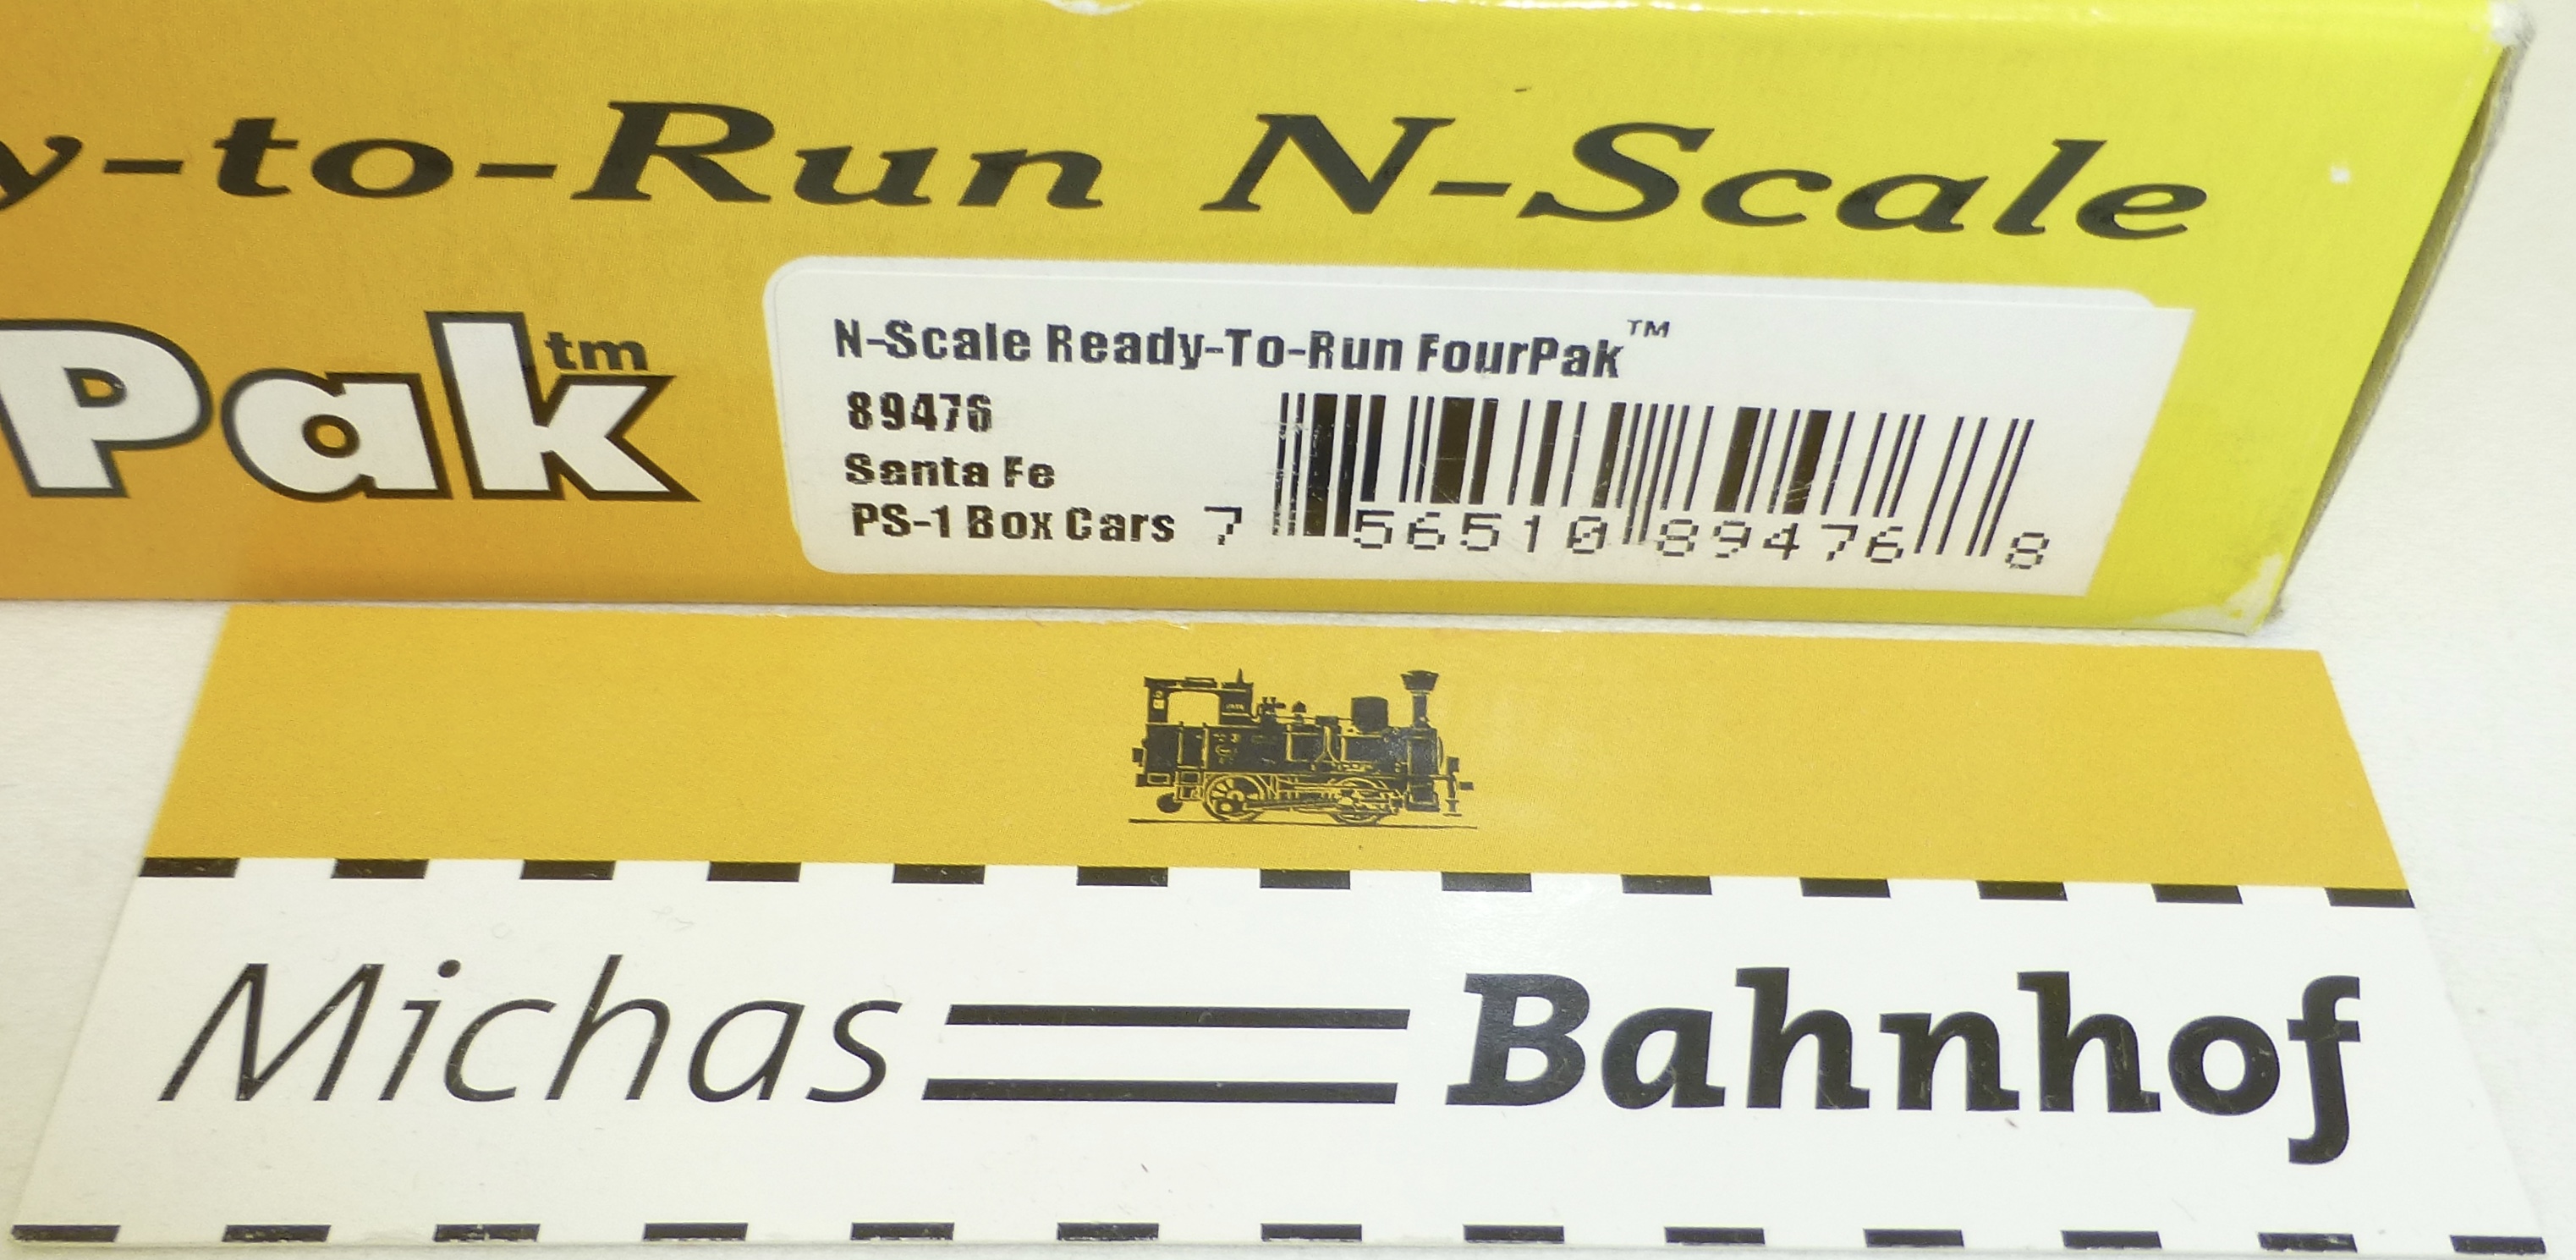 y-to-Run N-Scale
Pak tm
N-Scale Ready-To-Run FourPak™
89476
Santa Fe
PS-1 Box Cars
7 56510 89476 8
Michas Bahnhof